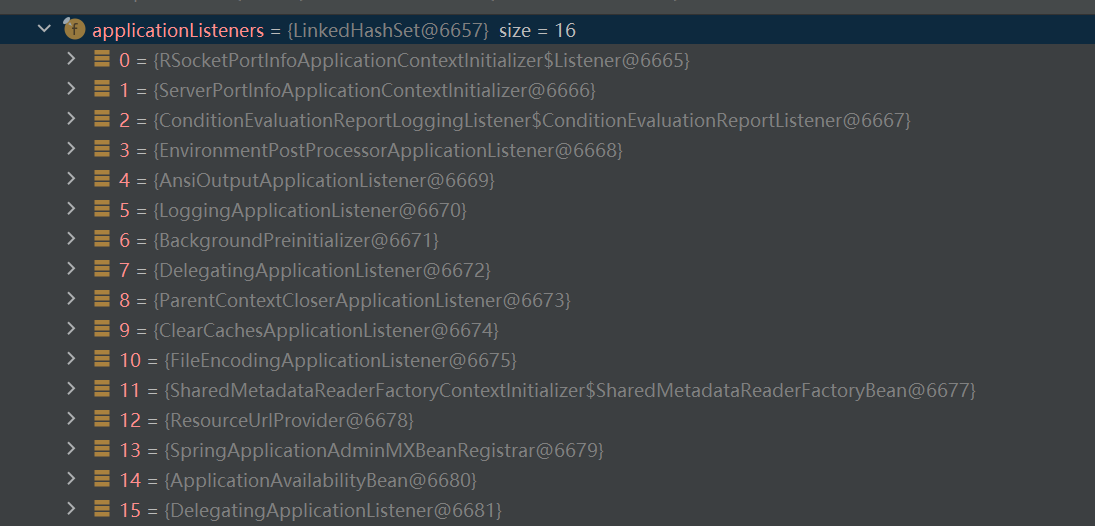 f applicationListeners = {LinkedHashSet@6657} size = 16
0 = {RSocketPortInfoApplicationContextInitializer$Listener@6665}
1 = {ServerPortInfoApplicationContextInitializer@6666}
2 = {ConditionEvaluationReportLoggingListener$ConditionEvaluationReportListener@6667}
3 = {EnvironmentPostProcessorApplicationListener@6668}
4 = {AnsiOutputApplicationListener@6669}
5 = {LoggingApplicationListener@6670}
6 = {BackgroundPreinitializer@6671}
7 = {DelegatingApplicationListener@6672}
8 = {ParentContextCloserApplicationListener@6673}
9 = {ClearCachesApplicationListener@6674}
10 = {FileEncodingApplicationListener@6675}
11 = {SharedMetadataReaderFactoryContextInitializer$SharedMetadataReaderFactoryBean@6677}
12 = {ResourceUrlProvider@6678}
13 = {SpringApplicationAdminMXBeanRegistrar@6679}
14 = {ApplicationAvailabilityBean@6680}
15 = {DelegatingApplicationListener@6681}